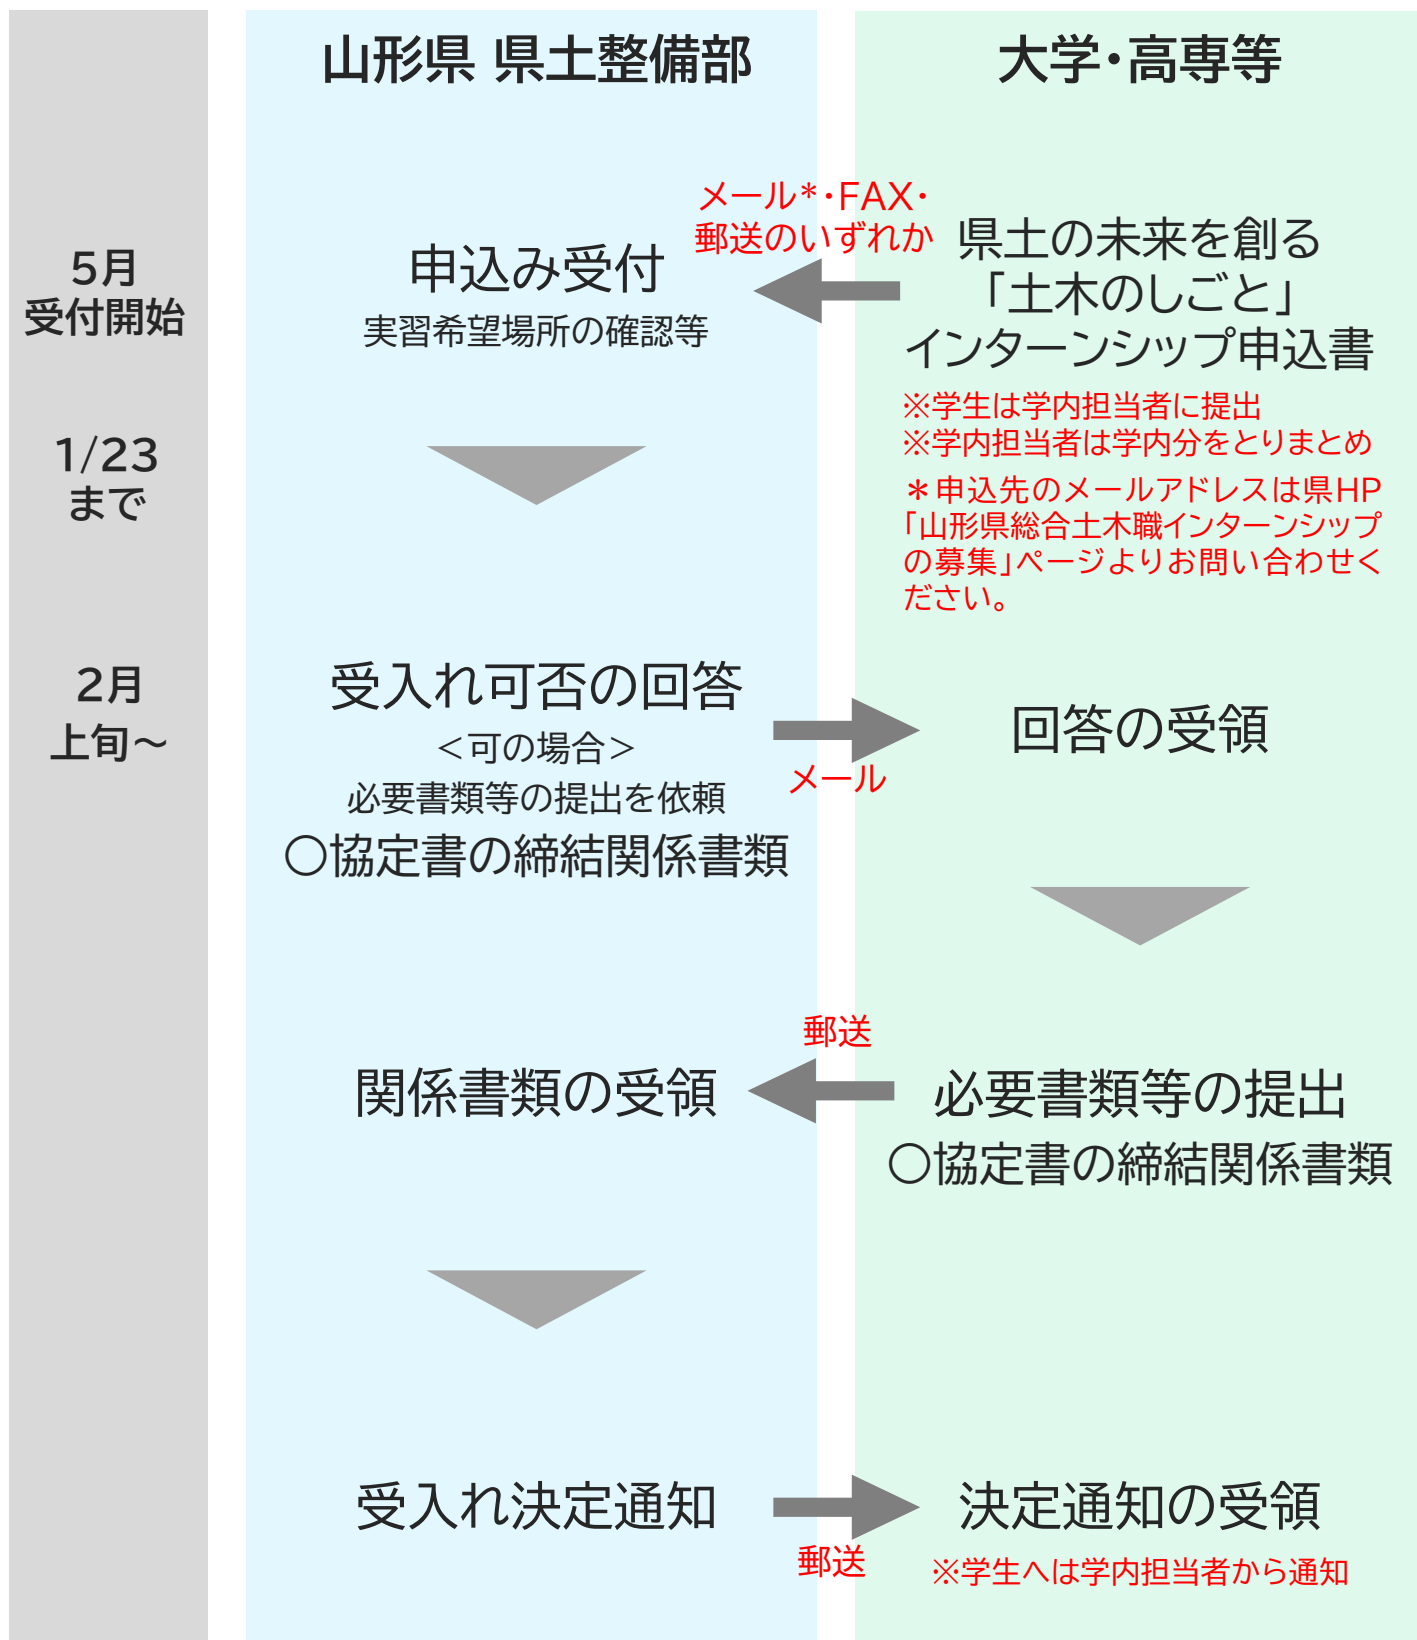 山形県 県土整備部
大学・高専等
5月
受付開始
1/23
まで
申込み受付
実習希望場所の確認等
メール*・FAX・
郵送のいずれか
県土の未来を創る
「土木のしごと」
インターンシップ申込書
※学生は学内担当者に提出
※学内担当者は学内分をとりまとめ
＊申込先のメールアドレスは県HP
「山形県総合土木職インターンシップ
の募集」ページよりお問い合わせく
ださい。
2月
上旬～
受入れ可否の回答
＜可の場合＞
必要書類等の提出を依頼
〇協定書の締結関係書類
メール
回答の受領
関係書類の受領
郵送
必要書類等の提出
〇協定書の締結関係書類
受入れ決定通知
郵送
決定通知の受領
※学生へは学内担当者から通知